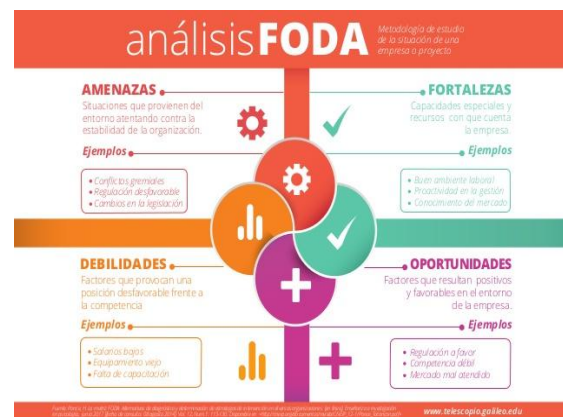 análisis FODA
Metodología de estudio
de la situación de una
empresa o proyecto
AMENAZAS
Situaciones que provienen del
entorno atentando contra la
estabilidad de la organización.
Ejemplos
• Conflictos gremiales
• Regulación desfavorable
• Cambios en la legislación
FORTALEZAS
Capacidades especiales y
recursos con que cuenta
la empresa.
Ejemplos
• Buen ambiente laboral
• Proactividad en la gestión
• Conocimiento del mercado
DEBILIDADES
Factores que provocan una
posición desfavorable frente a
la competencia
Ejemplos
• Salarios bajos
• Equipamiento viejo
• Falta de capacitación
OPORTUNIDADES
Factores que resultan positivos
y favorables en el entorno
de la empresa.
Ejemplos
• Regulación a favor
• Competencia débil
• Mercado mal atendido
www.telescopio.galileo.edu